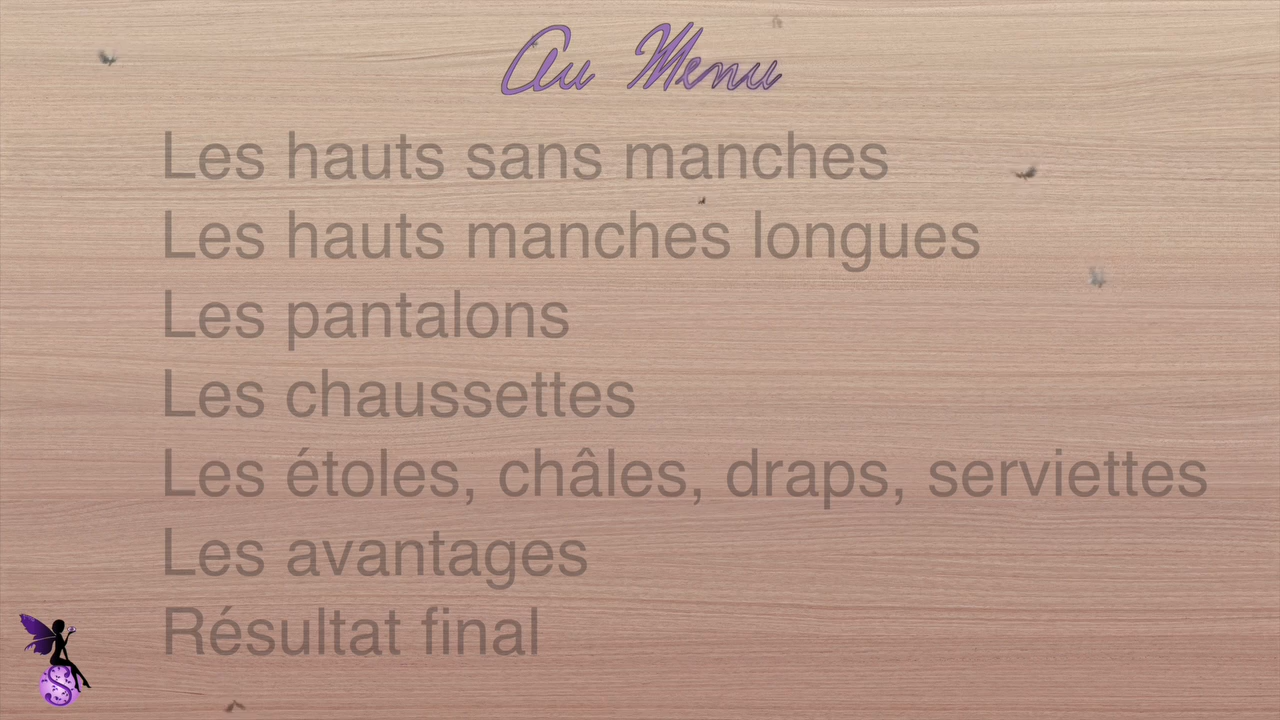 Au Menu
Les hauts sans manches
Les hauts manches longues
Les pantalons
Les chaussettes
Les étoles, châles, draps, serviettes
Les avantages
Résultat final
S